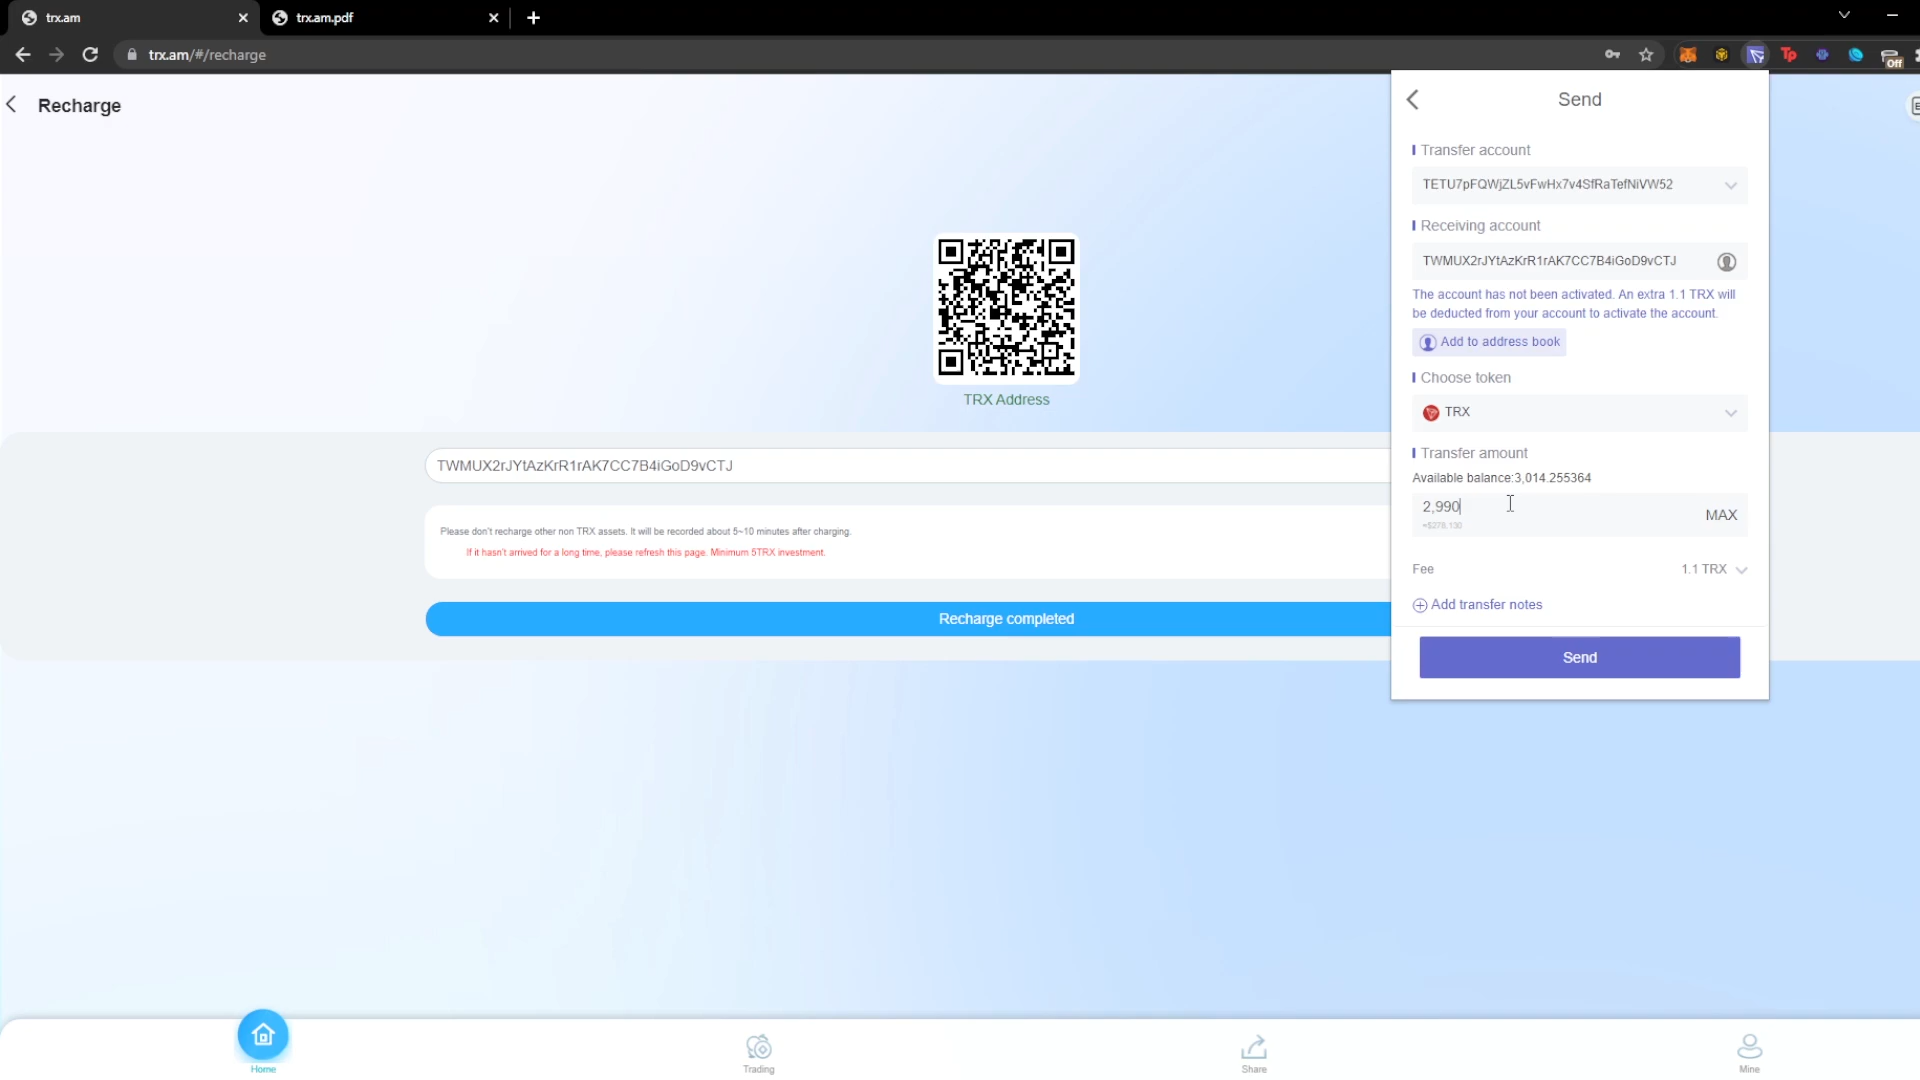 trx.am
trx.am.pdf
trx.am/#/recharge
Tp
Off
Recharge
Send
Transfer account
TETU7pFQWjZL5vFwHx7v4SfRaTefNiVW52
Receiving account
TWMUX2rJYtAzKrR1rAK7CC7B4iGoD9vCTJ
The account has not been activated. An extra 1.1 TRX will
be deducted from your account to activate the account.
Add to address book
Choose token
TRX
Transfer amount
Available balance:3,014.255364
2,990
≈$278,130
MAX
Fee
1.1 TRX
Add transfer notes
Send
TRX Address
TWMUX2rJYtAzKrR1rAK7CC7B4iGoD9vCTJ
Please don't recharge other non TRX assets. It will be recorded about 5~10 minutes after charging.
If it hasn't arrived for a long time, please refresh this page. Minimum 5TRX investment.
Recharge completed
Home
Trading
Share
Mine